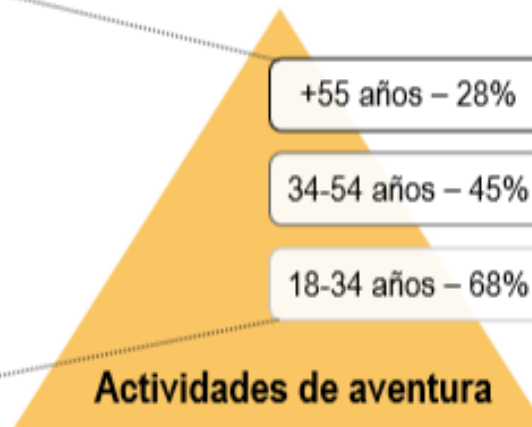 +55 años – 28%
34-54 años – 45%
18-34 años – 68%
Actividades de aventura